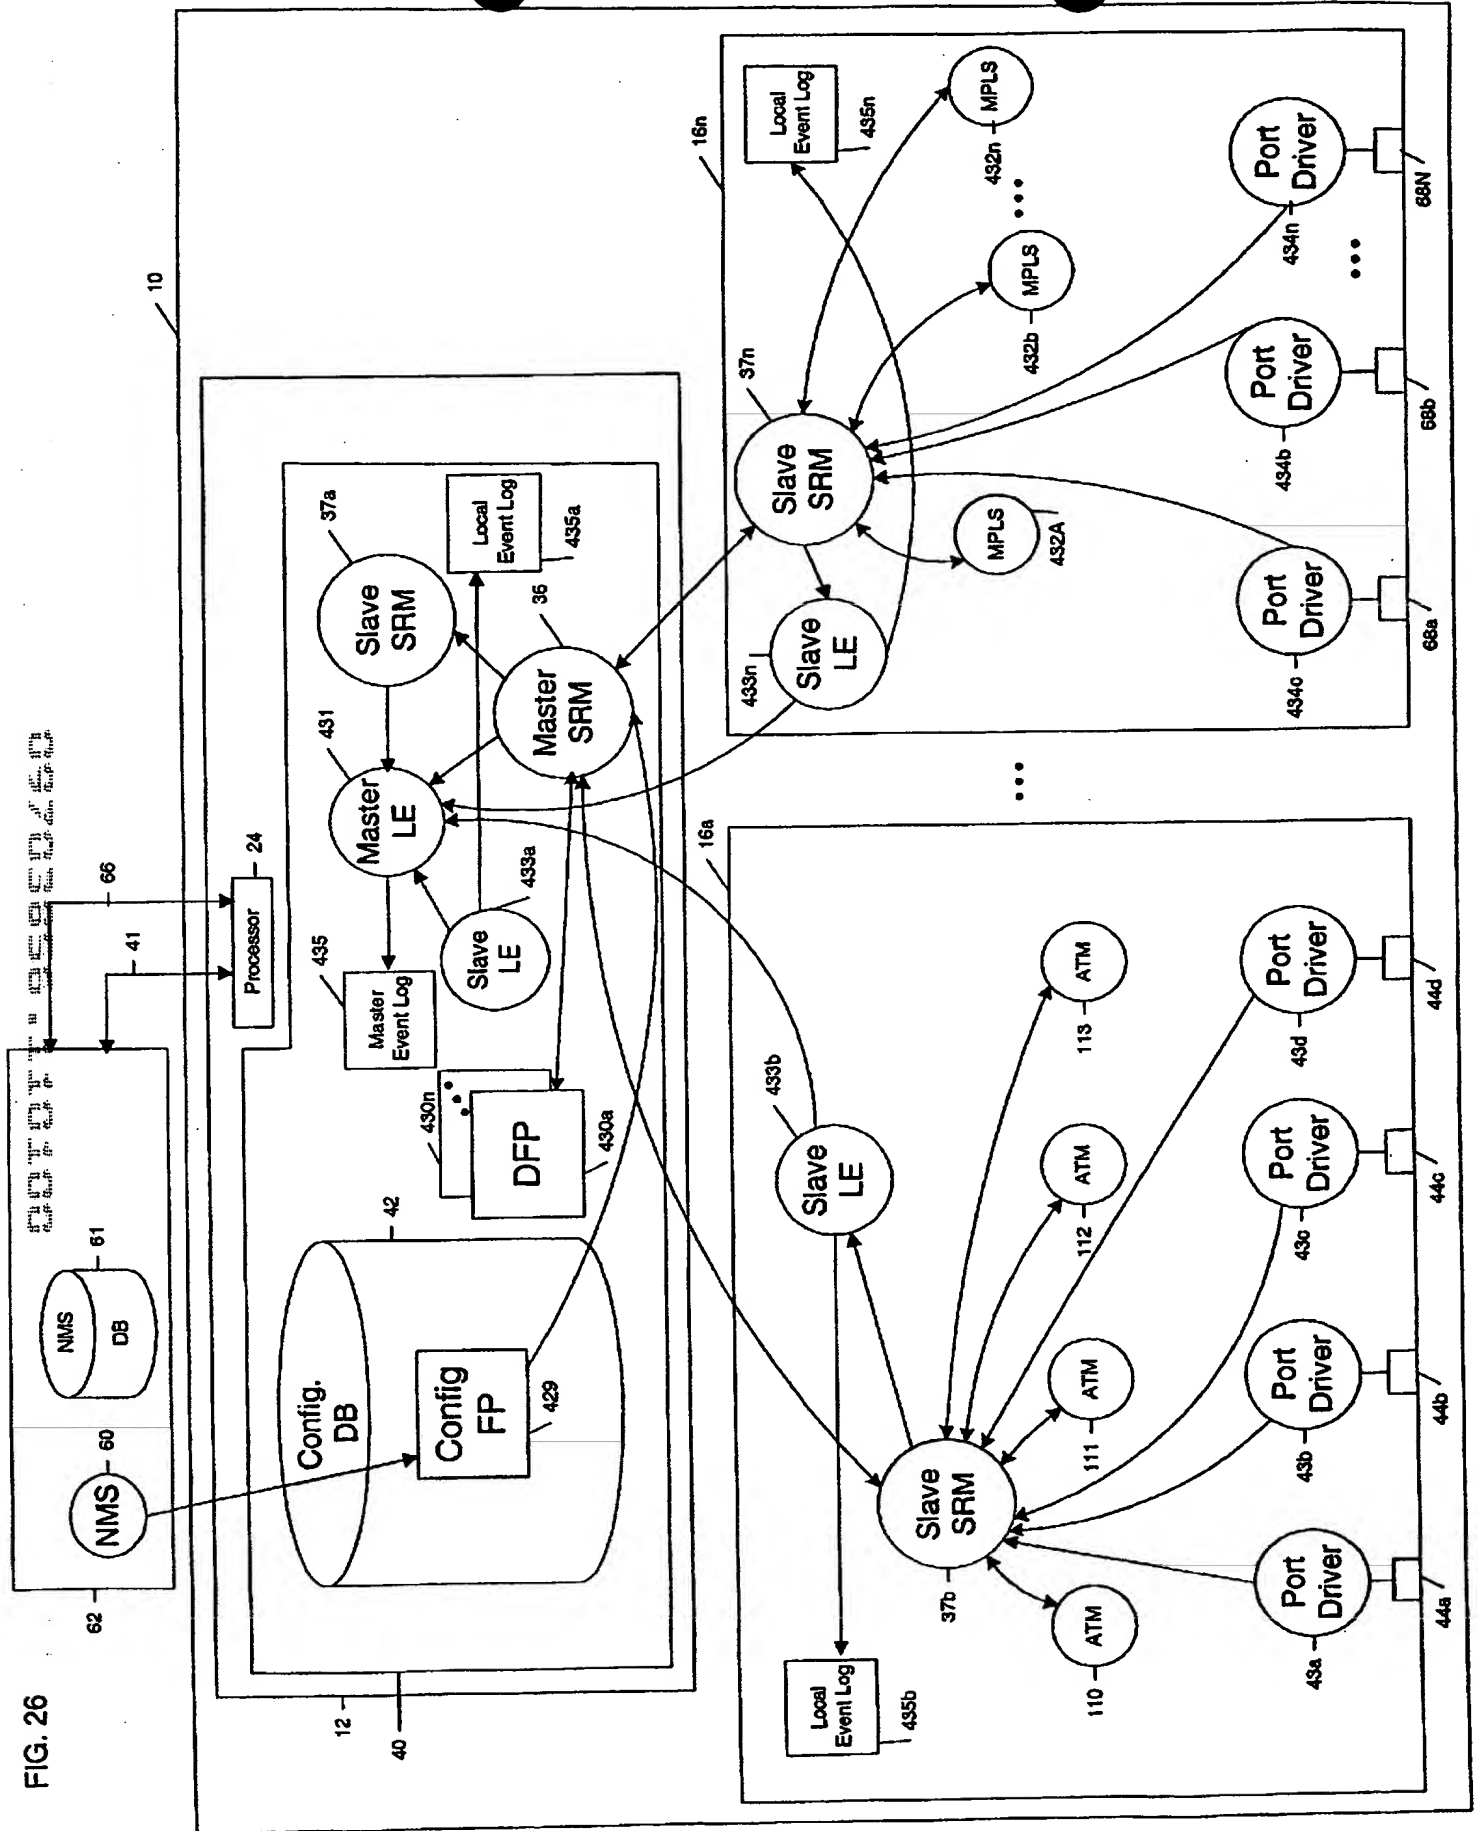 FIG. 26
62
NMS
60
NMS
DB
61
41
66
10
12
40
Processor
24
Config.
DB
42
Config
FP
429
DFP
430a
430n
Master
Event Log
435
Slave
LE
433a
Master
LE
431
Master
SRM
36
Slave
SRM
37a
Local
Event Log
435a
16a
Local
Event Log
435b
Slave
LE
433b
Slave
SRM
37b
ATM
110
ATM
111
ATM
112
ATM
113
Port
Driver
43a
44a
Port
Driver
43b
44b
Port
Driver
43c
44c
Port
Driver
43d
44d
16n
Slave
LE
433n
Slave
SRM
37n
Local
Event Log
435n
MPLS
432A
MPLS
432b
MPLS
432n
Port
Driver
434c
68a
Port
Driver
434b
68b
Port
Driver
434n
68N